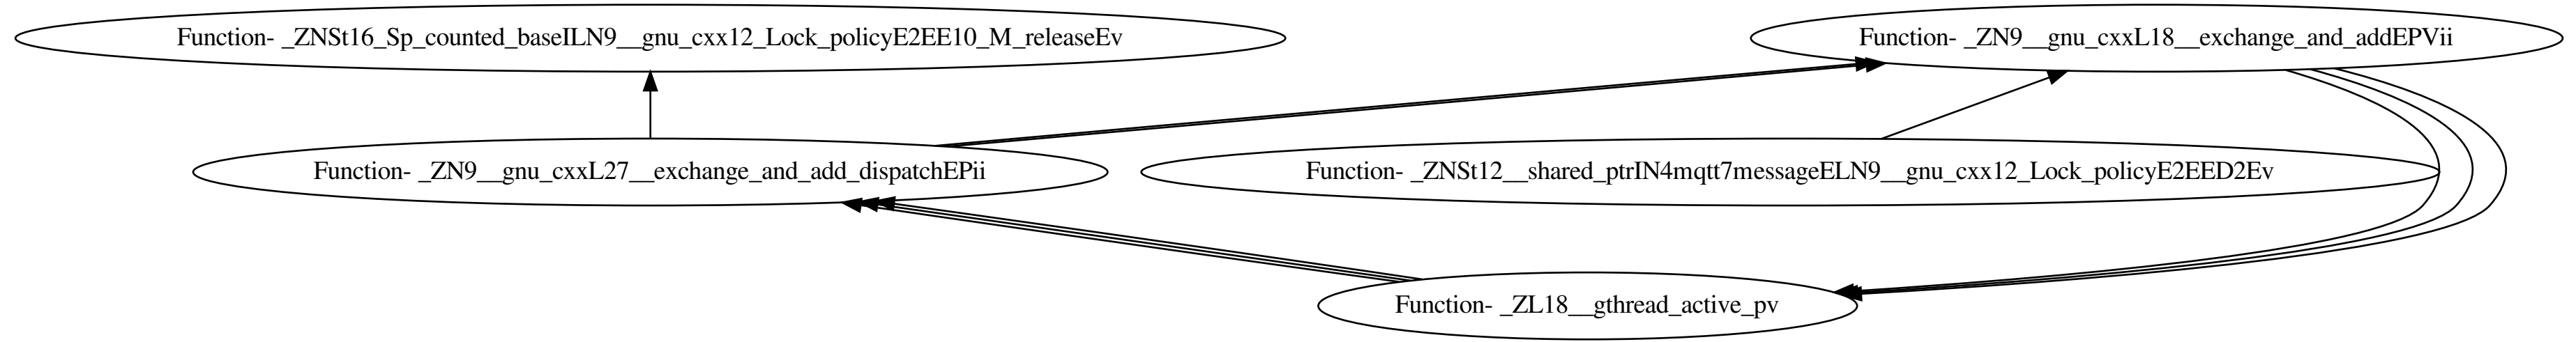 Function- _ZNSt16_Sp_counted_baseILN9__gnu_cxx12_Lock_policyE2EE10_M_releaseEv
Function- _ZN9__gnu_cxxL18__exchange_and_addEPVii
Function- _ZN9__gnu_cxxL27__exchange_and_add_dispatchEPii
Function- _ZNSt12__shared_ptrIN4mqtt7messageELN9__gnu_cxx12_Lock_policyE2EED2Ev
Function- _ZL18__gthread_active_pv